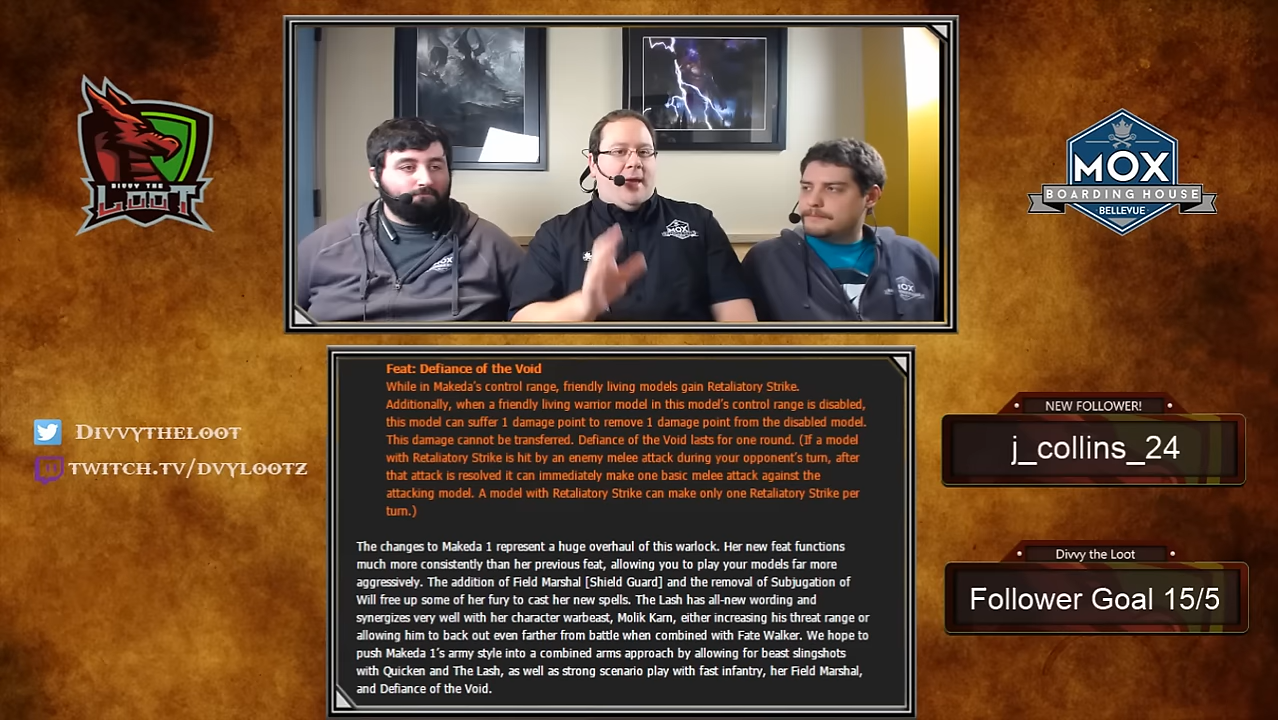 DIVVY THE
LOOT
MOX
BOARDING HOUSE
BELLEVUE
MOX
MOX
MOX
Feat: Defiance of the Void
While in Makeda's control range, friendly living models gain Retaliatory Strike.
Additionally, when a friendly living warrior model in this model's control range is disabled,
this model can suffer 1 damage point to remove 1 damage point from the disabled model.
This damage cannot be transferred. Defiance of the Void lasts for one round. (If a model
with Retaliatory Strike is hit by an enemy melee attack during your opponent's turn, after
that attack is resolved it can immediately make one basic melee attack against the
attacking model. A model with Retaliatory Strike can make only one Retaliatory Strike per
turn.)
The changes to Makeda 1 represent a huge overhaul of this warlock. Her new feat functions
much more consistently than her previous feat, allowing you to play your models far more
aggressively. The addition of Field Marshal [Shield Guard] and the removal of Subjugation of
Will free up some of her fury to cast her new spells. The Lash has all-new wording and
synergizes very well with her character warbeast, Molik Karn, either increasing his threat range or
allowing him to back out even farther from battle when combined with Fate Walker. We hope to
push Makeda 1's army style into a combined arms approach by allowing for beast slingshots
with Quicken and The Lash, as well as strong scenario play with fast infantry, her Field Marshal,
and Defiance of the Void.
DIVVYTHELOOT
TWITCH.TV/DVYLOOTZ
NEW FOLLOWER!
j_collins_24
Divvy the Loot
Follower Goal 15/5